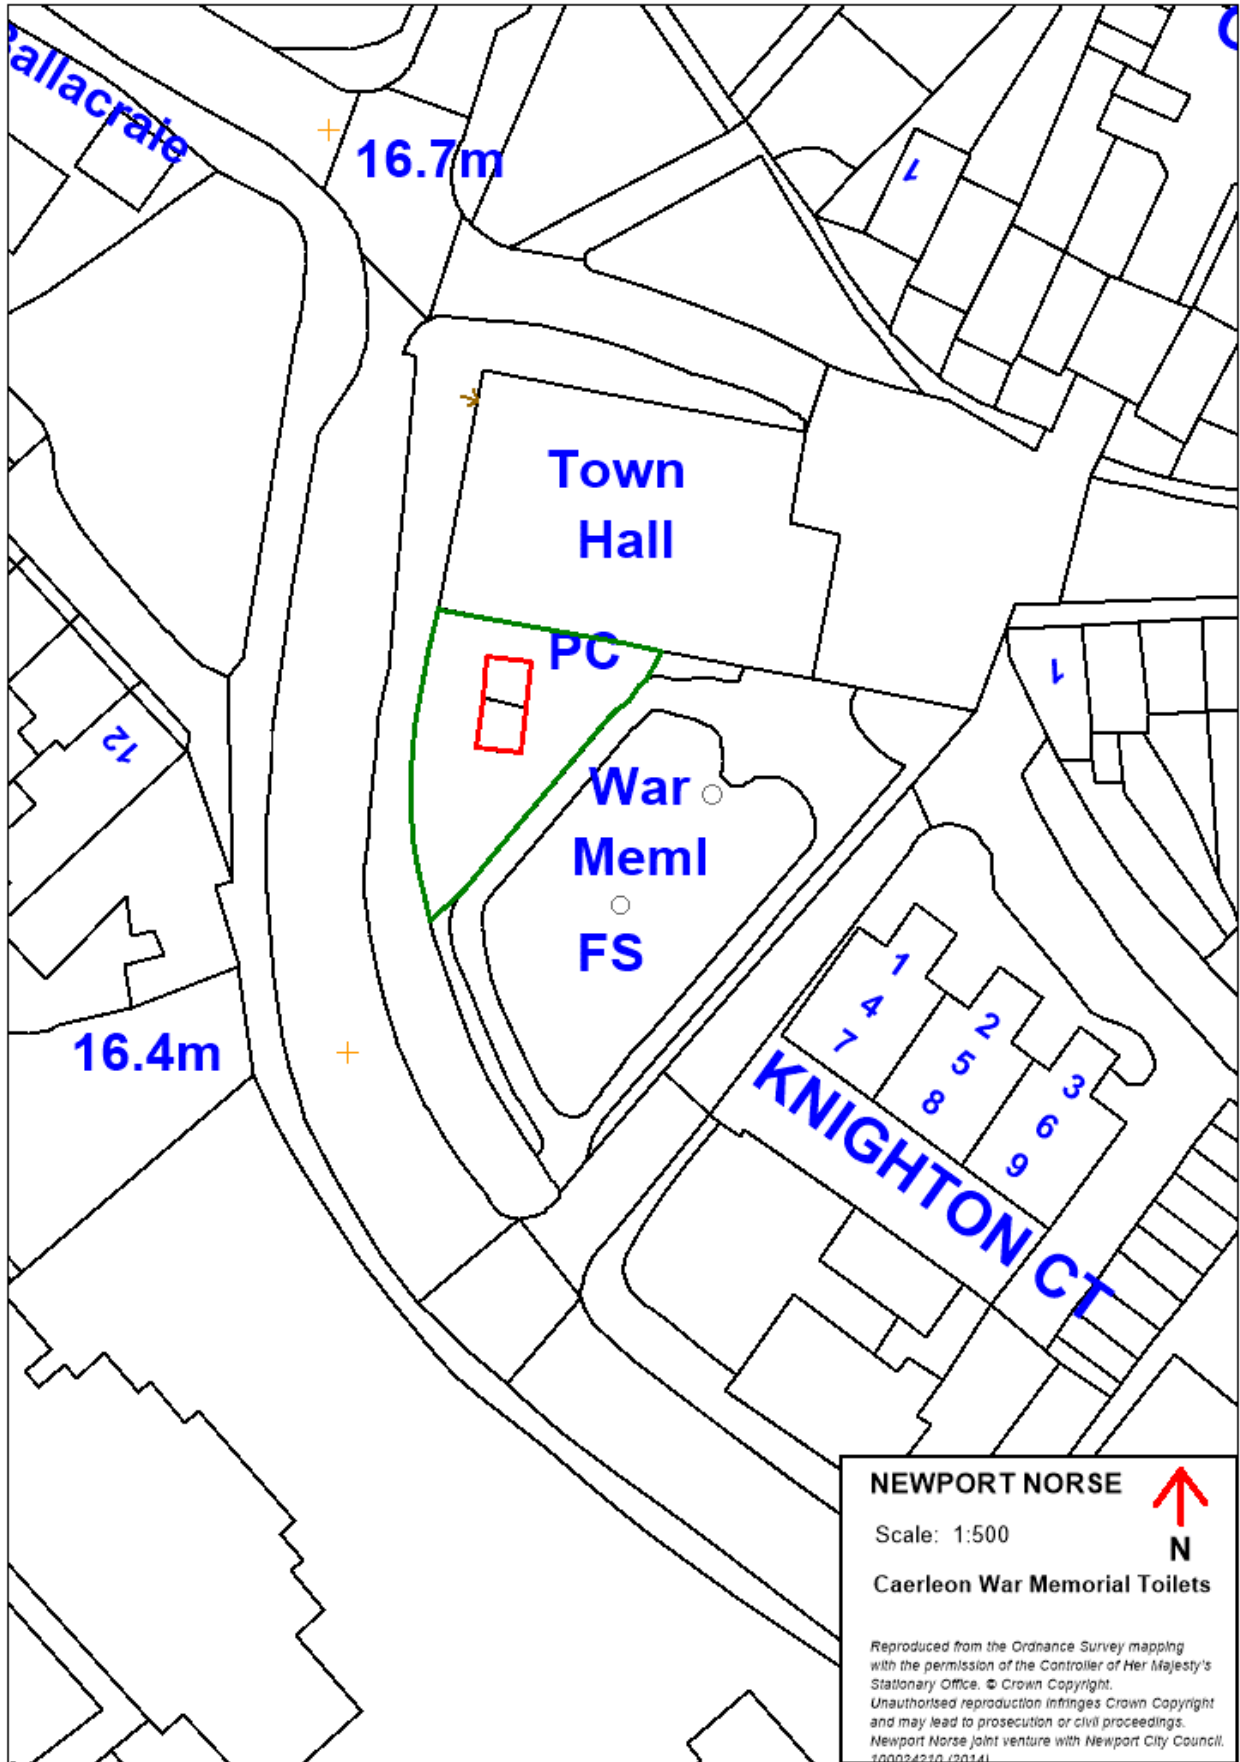 Ballacraie
16.7m
1
Town
Hall
PC
1
12
War
Meml
FS
16.4m
1
4
7
2
5
8
3
6
9
KNIGHTON CT
NEWPORT NORSE
Scale: 1:500
N
Caerleon War Memorial Toilets
Reproduced from the Ordnance Survey mapping
with the permission of the Controller of Her Majesty's
Stationary Office. © Crown Copyright.
Unauthorised reproduction infringes Crown Copyright
and may lead to prosecution or civil proceedings.
Newport Norse joint venture with Newport City Council.
100024210 (2014)